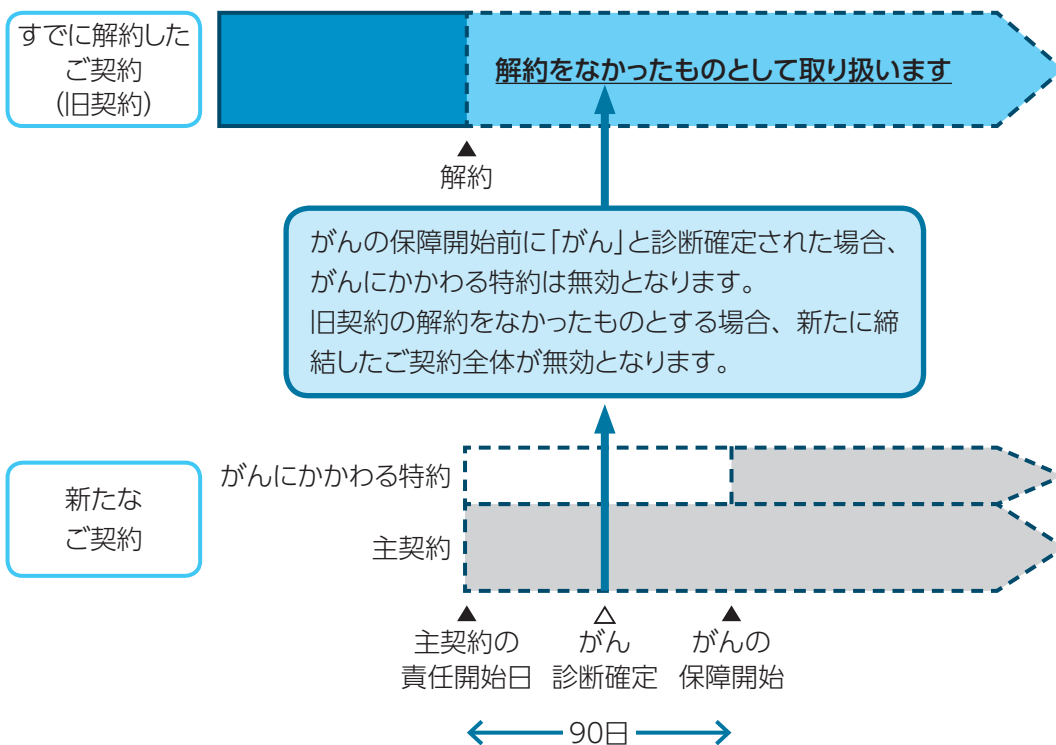 すでに解約した
ご契約
（旧契約）
解約をなかったものとして取り扱います
▲
解約
がんの保障開始前に「がん」と診断確定された場合、
がんにかかわる特約は無効となります。
旧契約の解約をなかったものとする場合、新たに締
結したご契約全体が無効となります。
新たな
ご契約
がんにかかわる特約
主契約
▲ △ ▲
主契約の がん がんの
責任開始日 診断確定 保障開始
90日